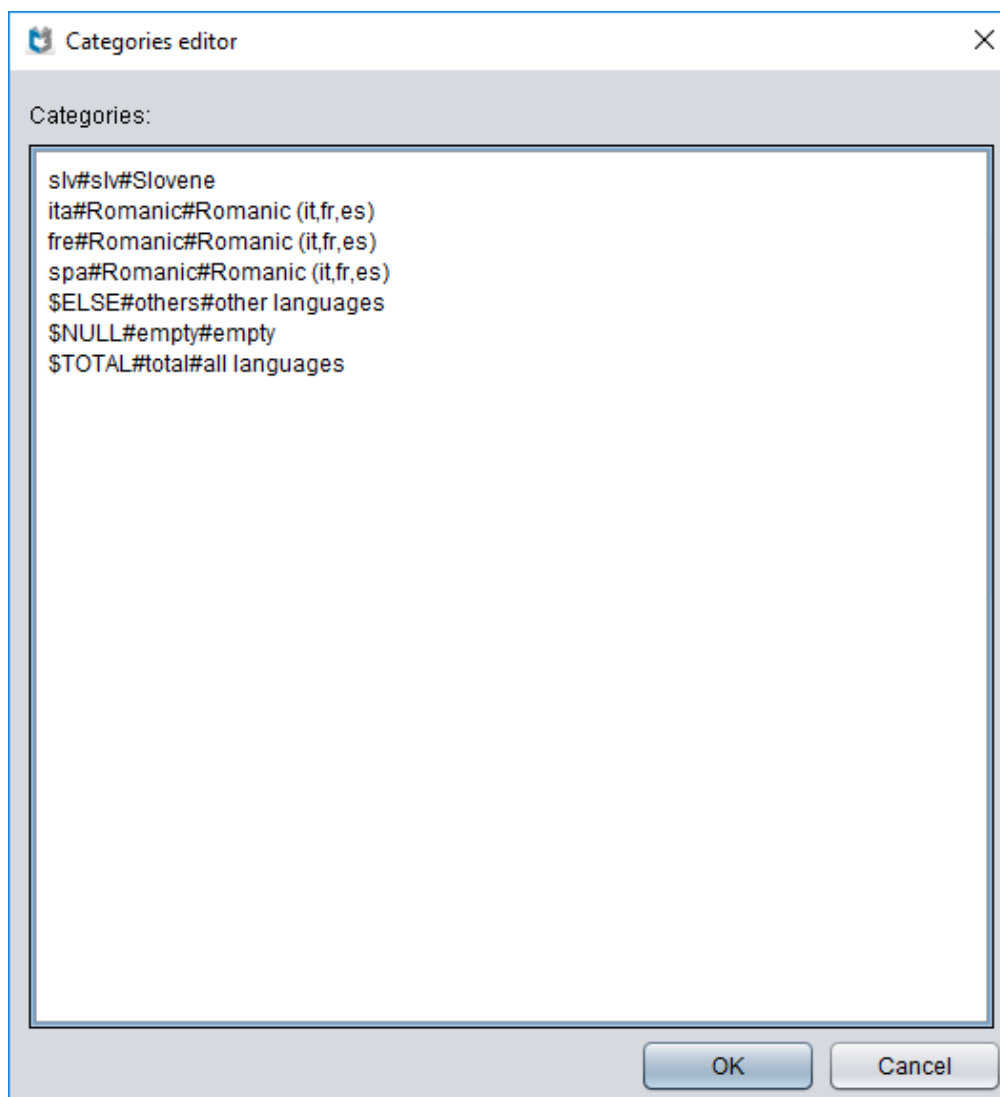 Categories editor
Categories:
slv#slv#Slovene
ita#Romanic#Romanic (it,fr,es)
fre#Romanic#Romanic (it,fr,es)
spa#Romanic#Romanic (it,fr,es)
$ELSE#others#other languages
$NULL#empty#empty
$TOTAL#total#all languages
OK Cancel